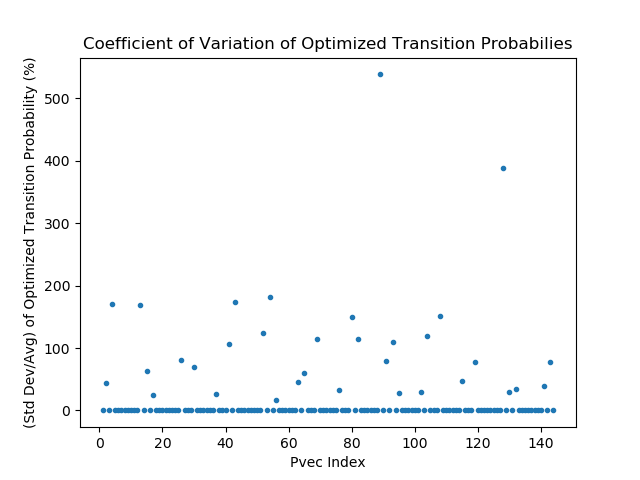 Coefficient of Variation of Optimized Transition Probabilies
(Std Dev/Avg) of Optimized Transition Probability (%)
500
400
300
200
100
0
0 20 40 60 80 100 120 140
Pvec Index